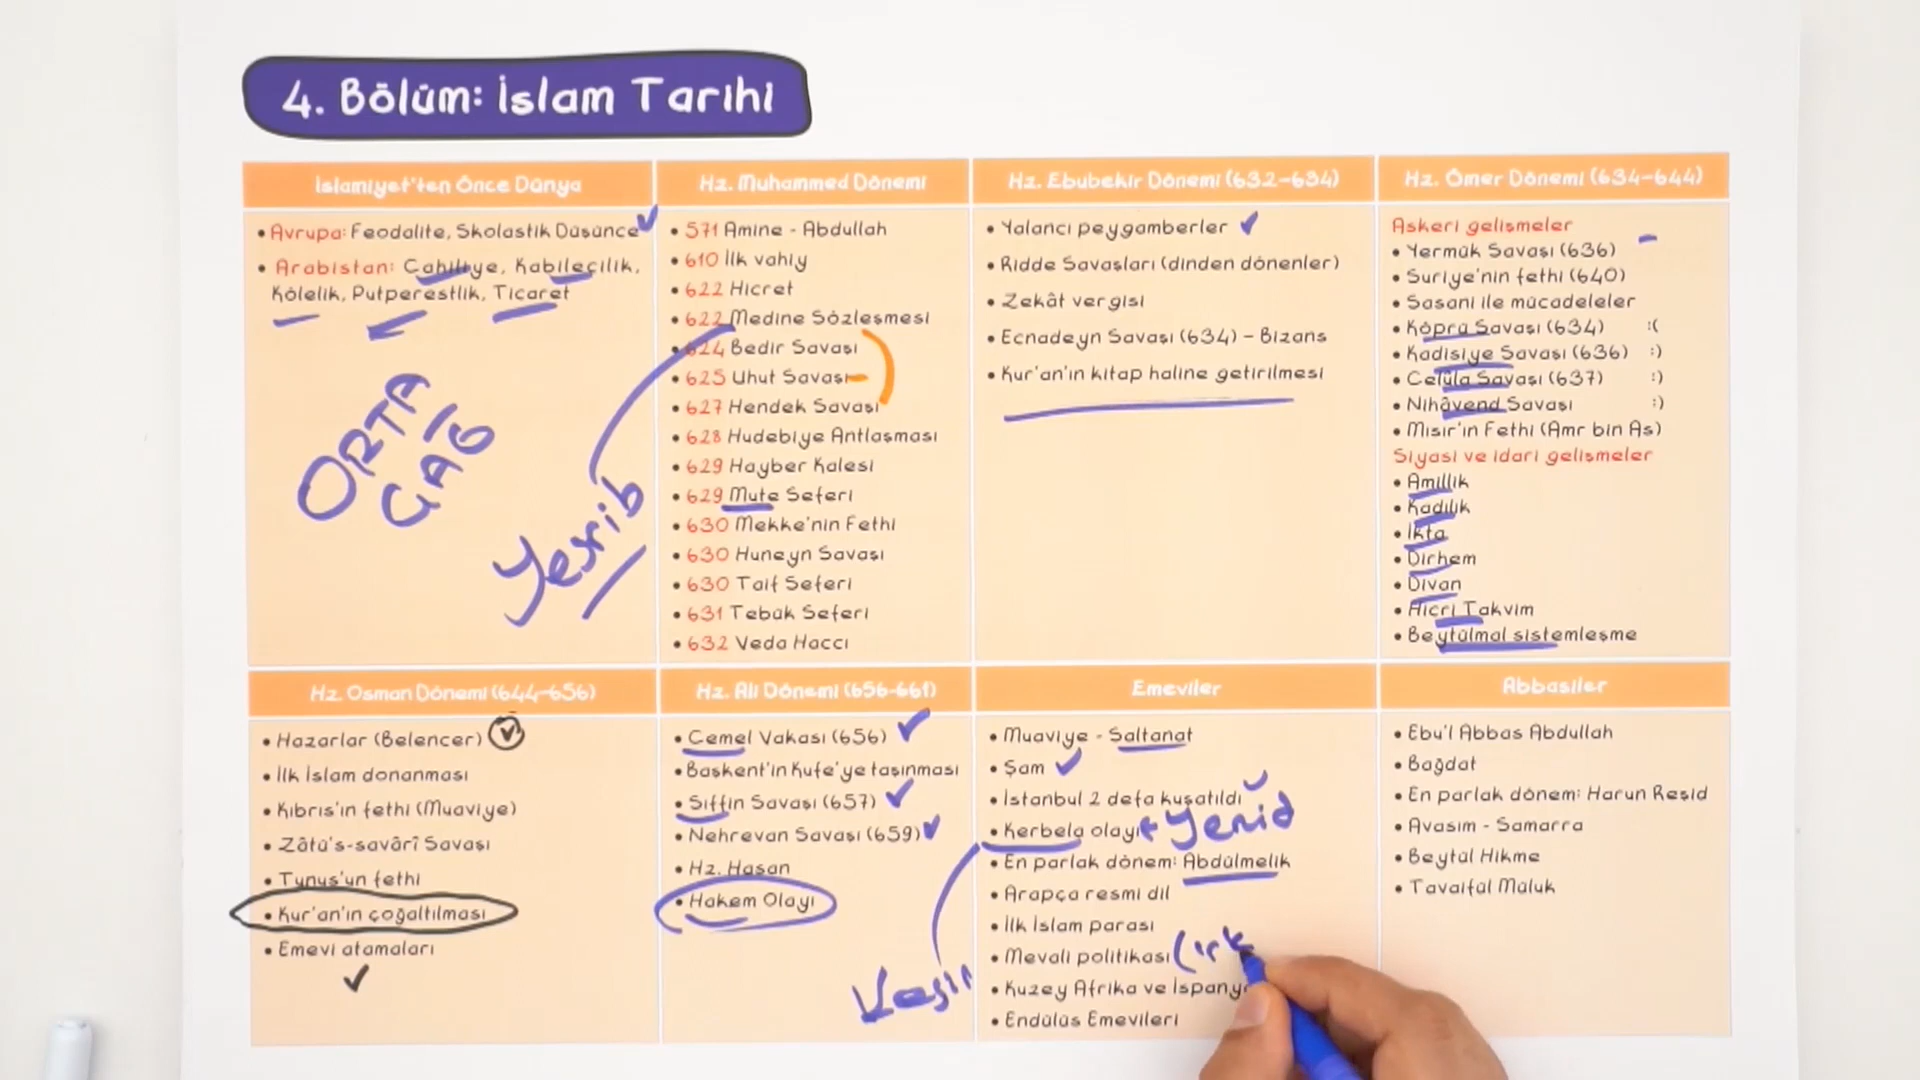 4. Bölüm: İslam Tarihi
İslamiyet'ten Önce Dünya
• Avrupa: Feodalite, Skolastik Düşünce
• Arabistan: Cahiliye, Kabilecilik,
Kölelik, Putperestlik, Ticaret
ORTA
ÇAĞ
Yesrib
Hz. Muhammed Dönemi
• 571 Amine - Abdullah
• 610 İlk vahiy
• 622 Hicret
• 622 Medine Sözleşmesi
• 624 Bedir Savaşı
• 625 Uhut Savaşı
• 627 Hendek Savaşı
• 628 Hudebiye Antlaşması
• 629 Hayber Kalesi
• 629 Mute Seferi
• 630 Mekke'nin Fethi
• 630 Huneyn Savaşı
• 630 Taif Seferi
• 631 Tebük Seferi
• 632 Veda Haccı
Hz. Ebubekir Dönemi (632-634)
• Yalancı peygamberler
• Ridde Savaşları (dinden dönenler)
• Zekât vergisi
• Ecnadeyn Savaşı (634) – Bizans
• Kur'an'ın kitap haline getirilmesi
Hz. Ömer Dönemi (634-644)
Askeri gelişmeler
• Yermük Savaşı (636)
• Suriye'nin fethi (640)
• Sasani ile mücadeleler
• Köprü Savaşı (634) :(
• Kadisiye Savaşı (636) :)
• Celüla Savaşı (637) :)
• Nihâvend Savaşı :)
• Mısır'ın Fethi (Amr bin As)
Siyasi ve idari gelişmeler
• Amillik
• Kadılık
• İkta
• Dirhem
• Divan
• Hicri Takvim
• Beytülmal sistemleşme
Hz. Osman Dönemi (644-656)
• Hazarlar (Belencer)
• İlk İslam donanması
• Kıbrıs'ın fethi (Muaviye)
• Zâtü's-savârî Savaşı
• Tunus'un fethi
• Kur'an'ın çoğaltılması
• Emevi atamaları
Hz. Ali Dönemi (656-661)
• Cemel Vakası (656)
• Başkent'in Kufe'ye taşınması
• Sıffin Savaşı (657)
• Nehrevan Savaşı (659)
• Hz. Hasan
• Hakem Olayı
Emeviler
• Muaviye - Saltanat
• Şam
• İstanbul 2 defa kuşatıldı
• Kerbela olayı Yezid
• En parlak dönem: Abdülmelik
• Arapça resmi dil
• İlk İslam parası
• Mevali politikası (ırk
• Kuzey Afrika ve İspany
• Endülüs Emevileri
Abbasiler
• Ebu'l Abbas Abdullah
• Bağdat
• En parlak dönem: Harun Reşid
• Avasım - Samarra
• Beytül Hikme
• Tavaifül Mülük